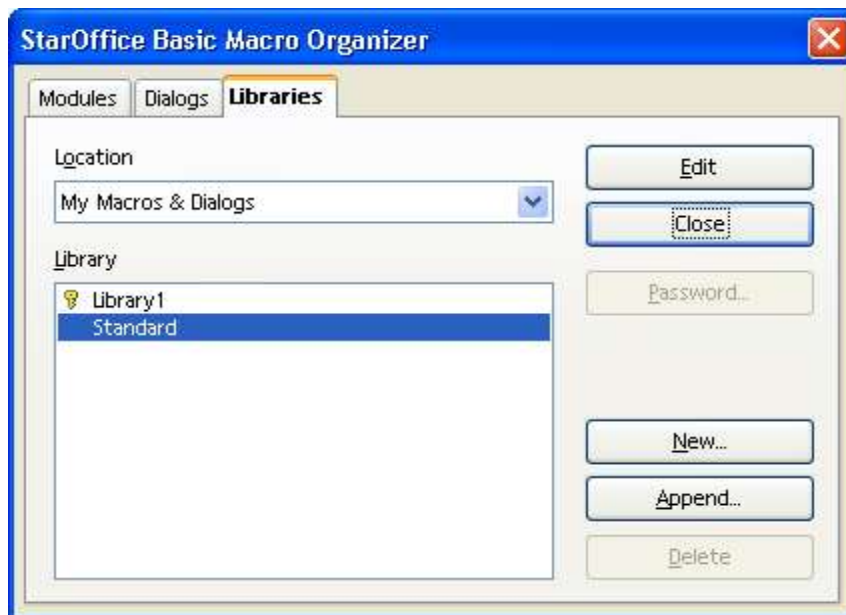 StarOffice Basic Macro Organizer
Modules Dialogs Libraries
Location
My Macros & Dialogs
Library
Library1
Standard
Edit
Close
Password...
New...
Append...
Delete